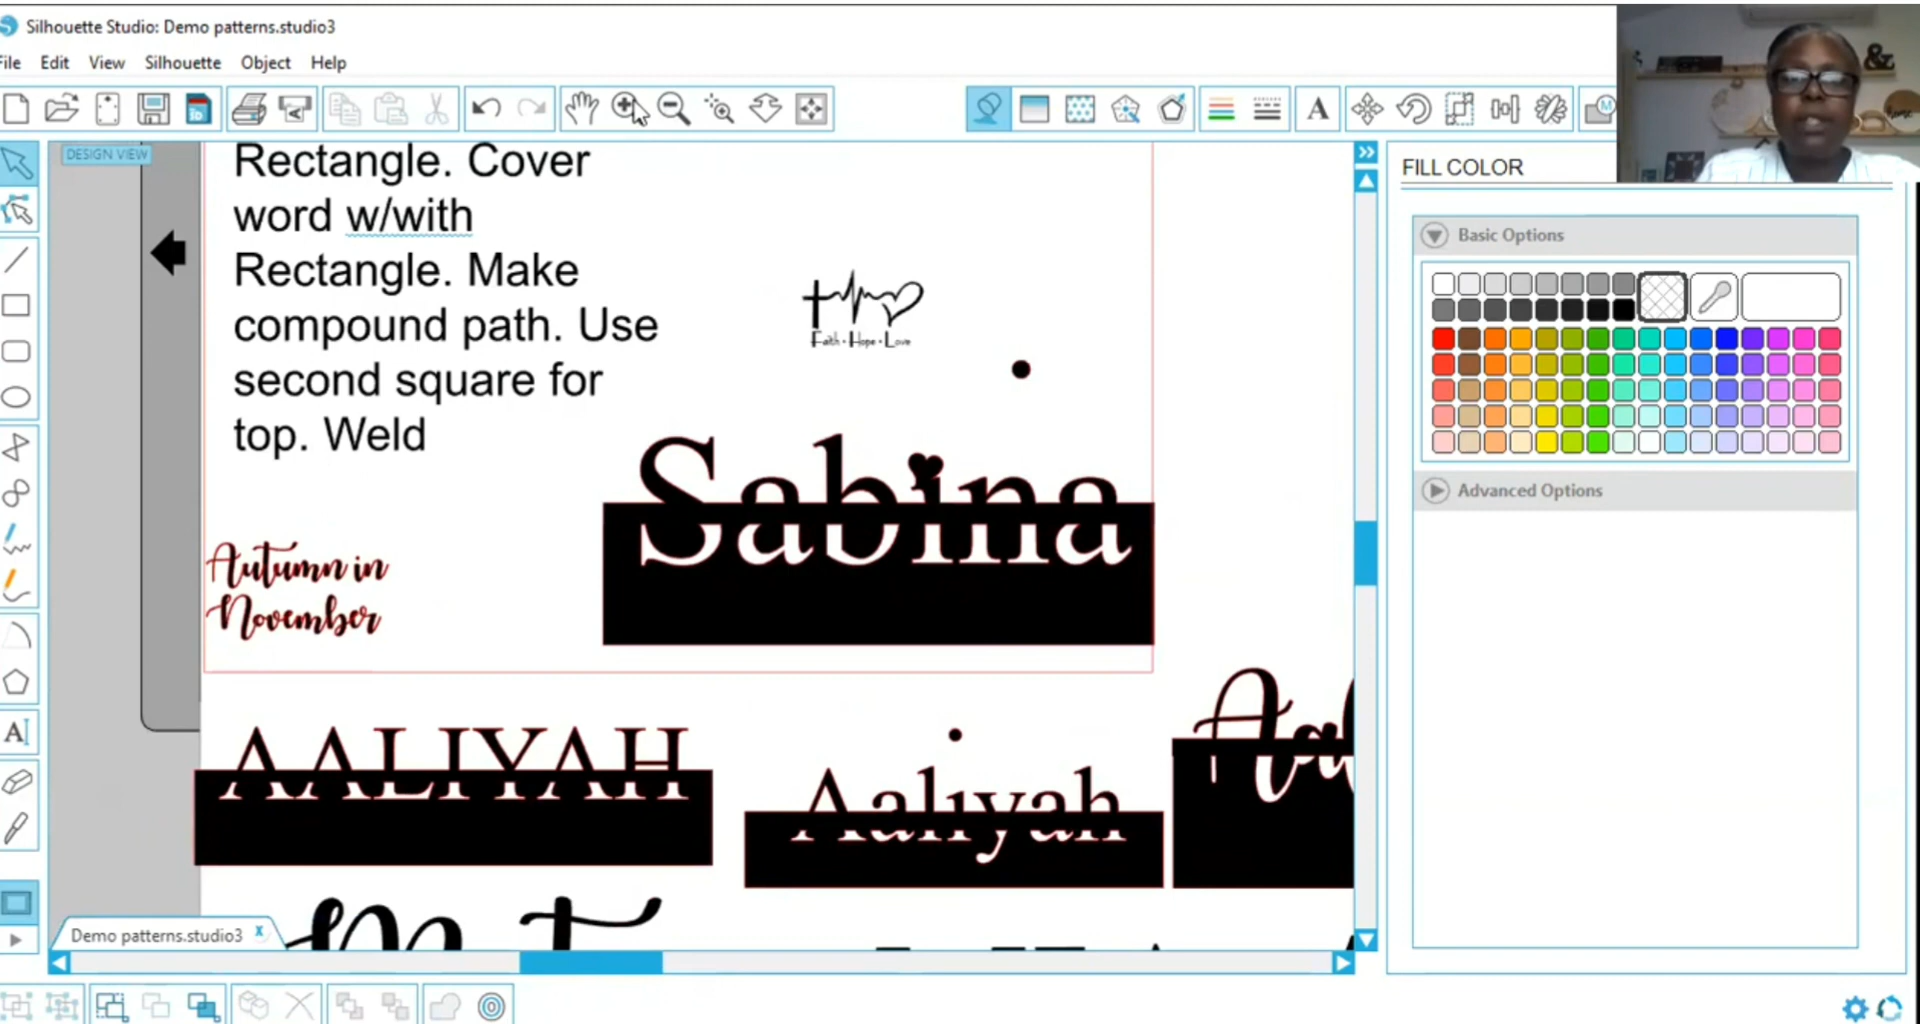 Silhouette Studio: Demo patterns.studio3
File Edit View Silhouette Object Help
DESIGN VIEW
FILL COLOR
Rectangle. Cover
word w/with
Rectangle. Make
compound path. Use
second square for
top. Weld
Basic Options
Advanced Options
Faith • Hope • Love
Sabina
Autumn in
November
AALIYAH
Aaliyah
Aal
Demo patterns.studio3 x